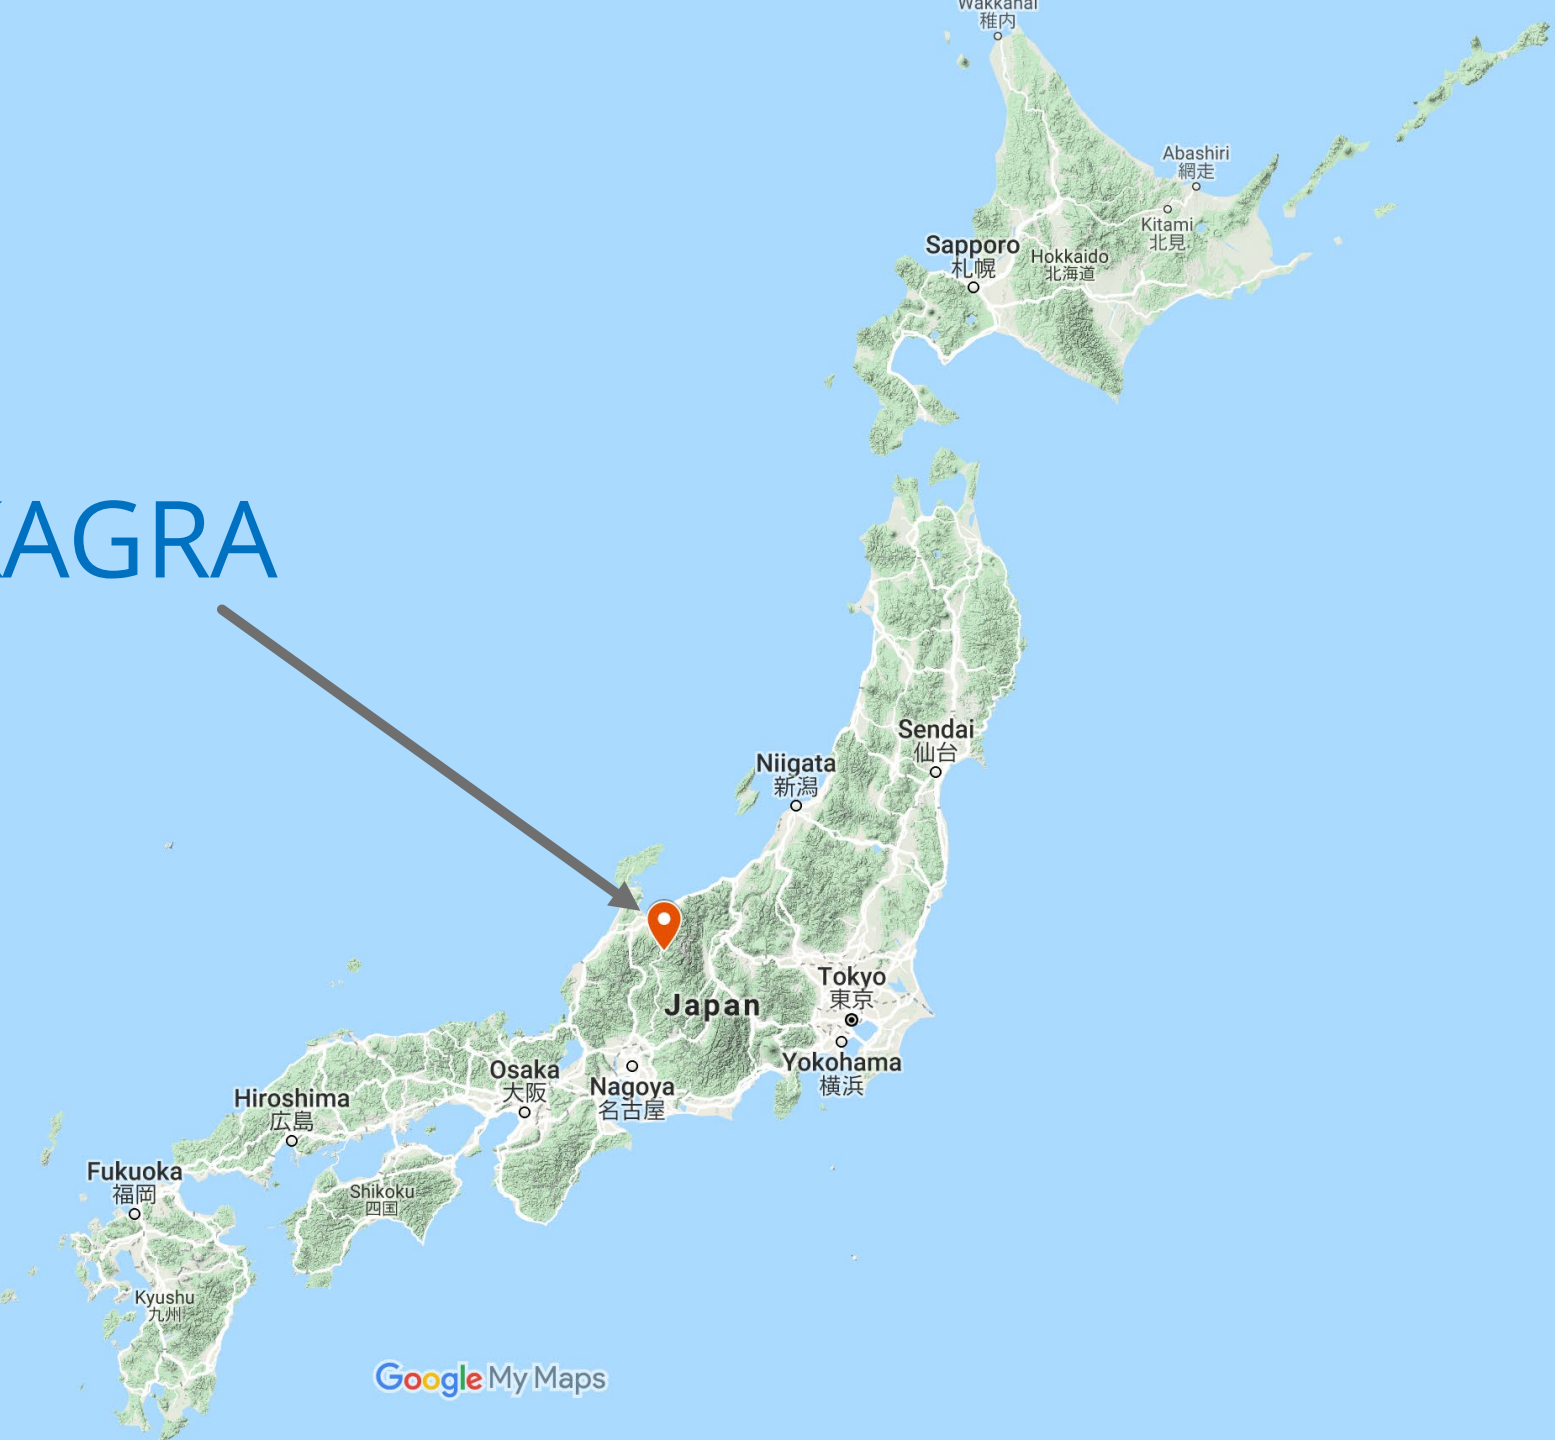 Wakkanai
稚内
Abashiri
網走
Kitami
北見
Sapporo
札幌
Hokkaido
北海道
KAGRA
Sendai
仙台
Niigata
新潟
Tokyo
東京
Japan
Yokohama
横浜
Osaka
大阪
Nagoya
名古屋
Hiroshima
広島
Fukuoka
福岡
Shikoku
四国
Kyushu
九州
Google My Maps